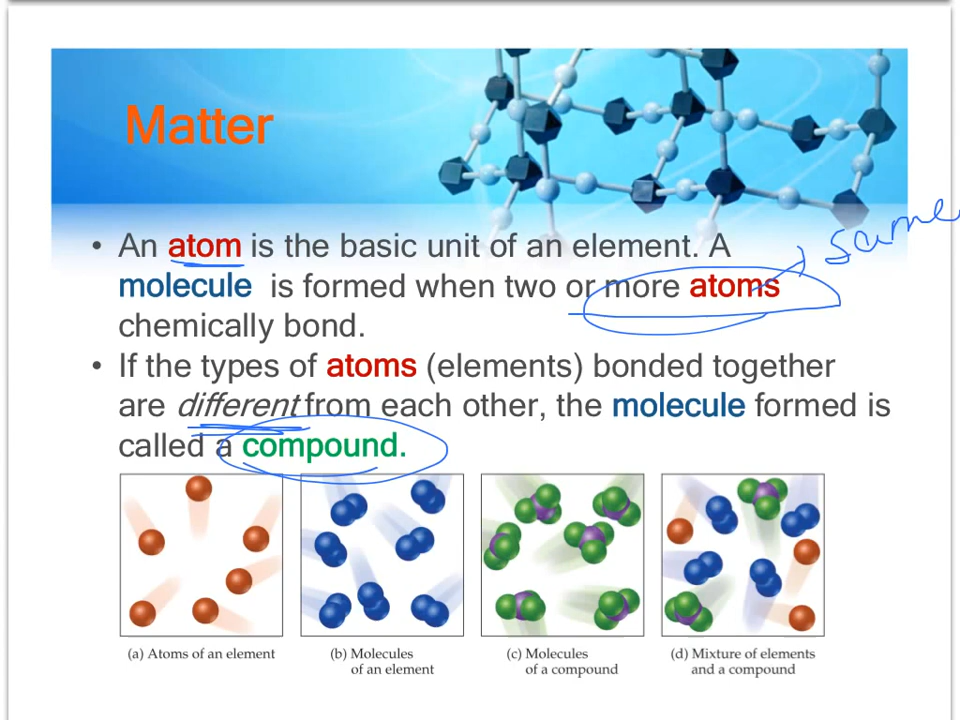 Matter
• An atom is the basic unit of an element. A
molecule is formed when two or more atoms
same
chemically bond.
• If the types of atoms (elements) bonded together
are different from each other, the molecule formed is
called a compound.
(a) Atoms of an element
(b) Molecules
of an element
(c) Molecules
of a compound
(d) Mixture of elements
and a compound